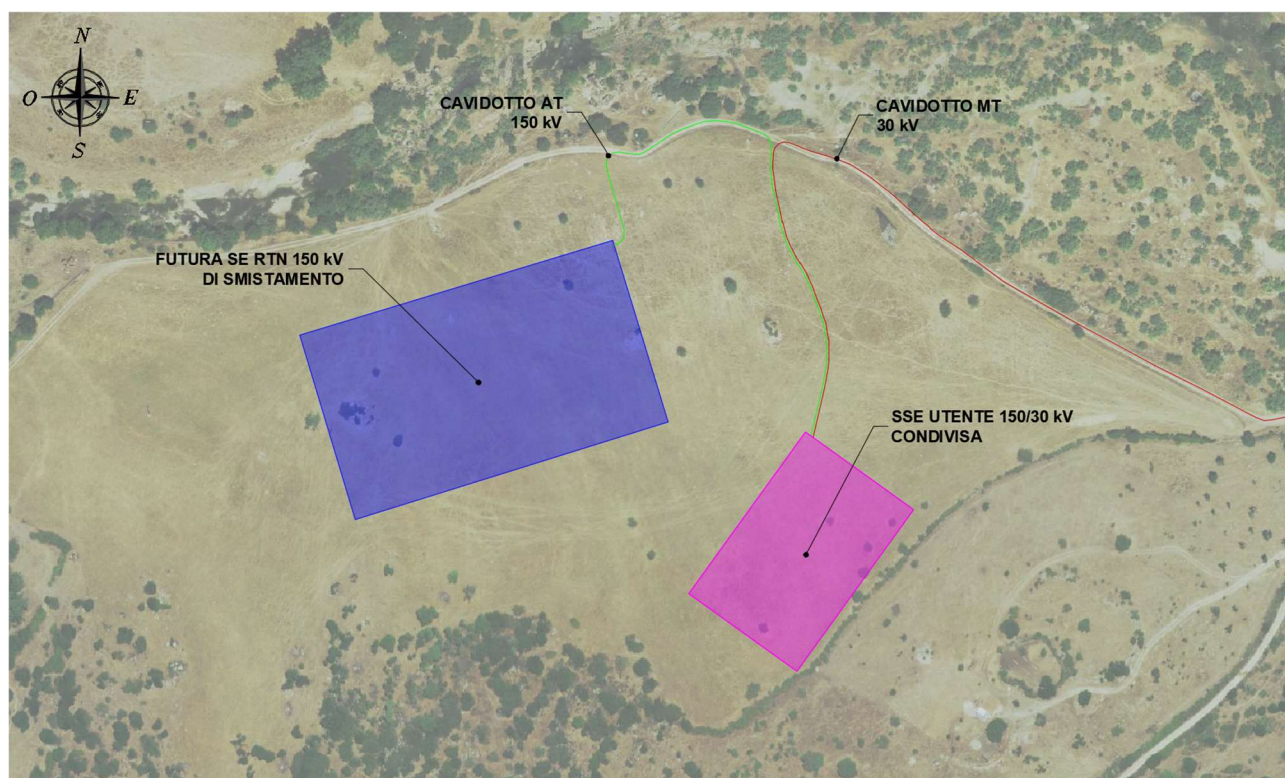 N
O
E
S
CAVIDOTTO AT
150 kV
CAVIDOTTO MT
30 kV
FUTURA SE RTN 150 kV
DI SMISTAMENTO
SSE UTENTE 150/30 kV
CONDIVISA